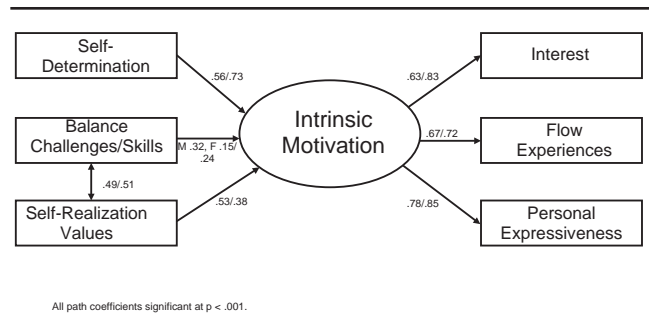 Self-
Determination
.56/.73
Interest
.63/.83
Balance
Challenges/Skills
M .32, F .15/
.24
Intrinsic
Motivation
.67/.72
Flow
Experiences
.49/.51
Self-Realization
Values
.53/.38
.78/.85
Personal
Expressiveness
All path coefficients significant at p < .001.